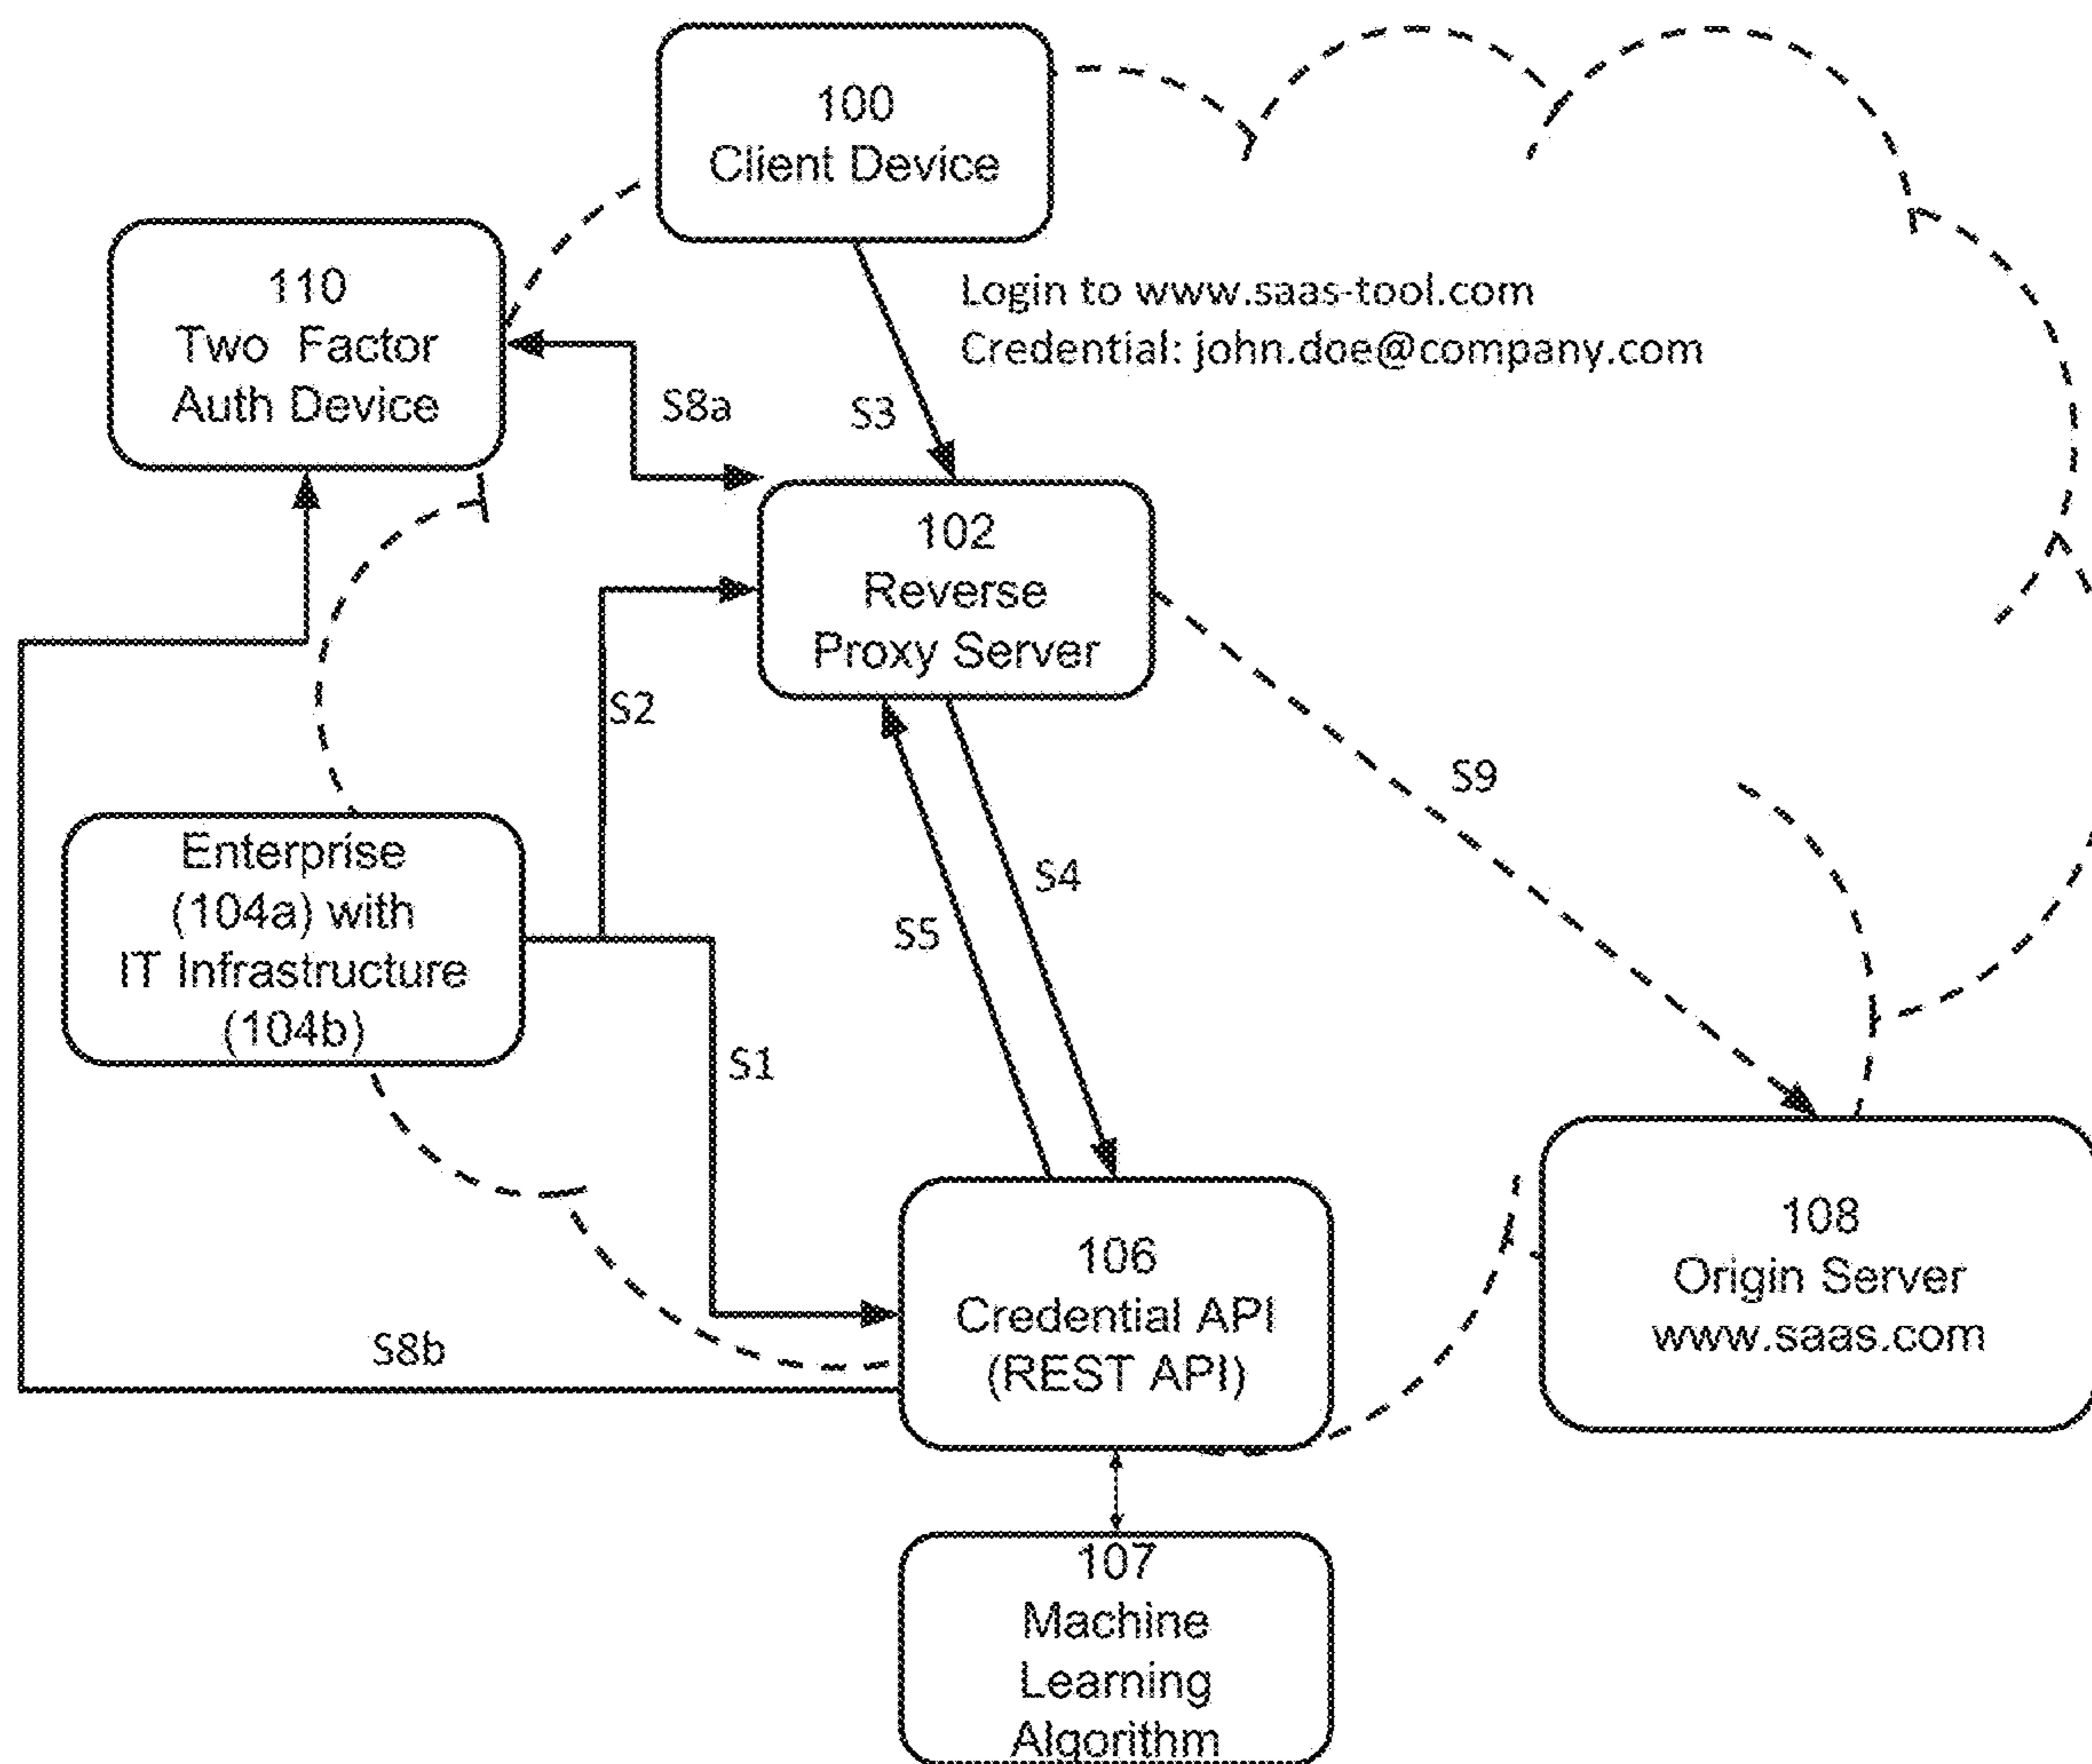 100
Client Device
110
Two Factor
Auth Device
Login to www.saas-tool.com
Credential: john.doe@company.com
S8a
S3
102
Reverse
Proxy Server
S2
S9
Enterprise
(104a) with
IT Infrastructure
(104b)
S4
S5
S1
106
Credential API
(REST API)
108
Origin Server
www.saas.com
S8b
107
Machine
Learning
Algorithm